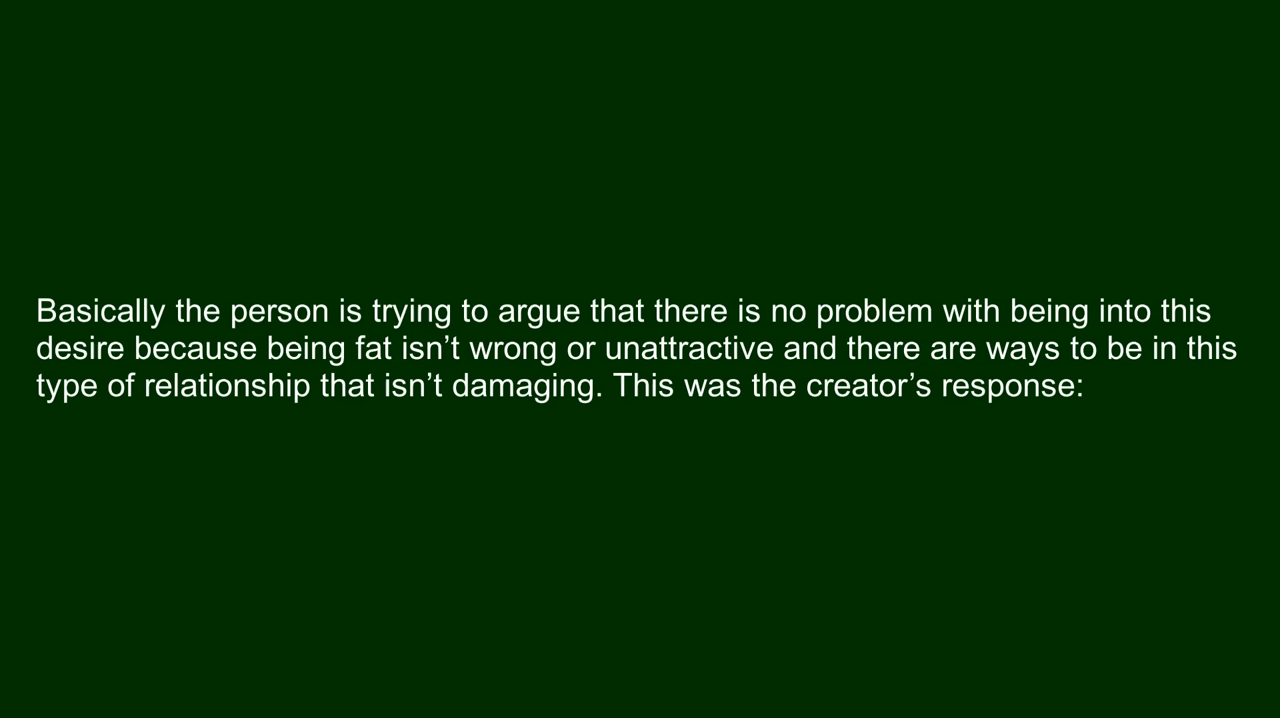 Basically the person is trying to argue that there is no problem with being into this
desire because being fat isn’t wrong or unattractive and there are ways to be in this
type of relationship that isn’t damaging. This was the creator’s response: